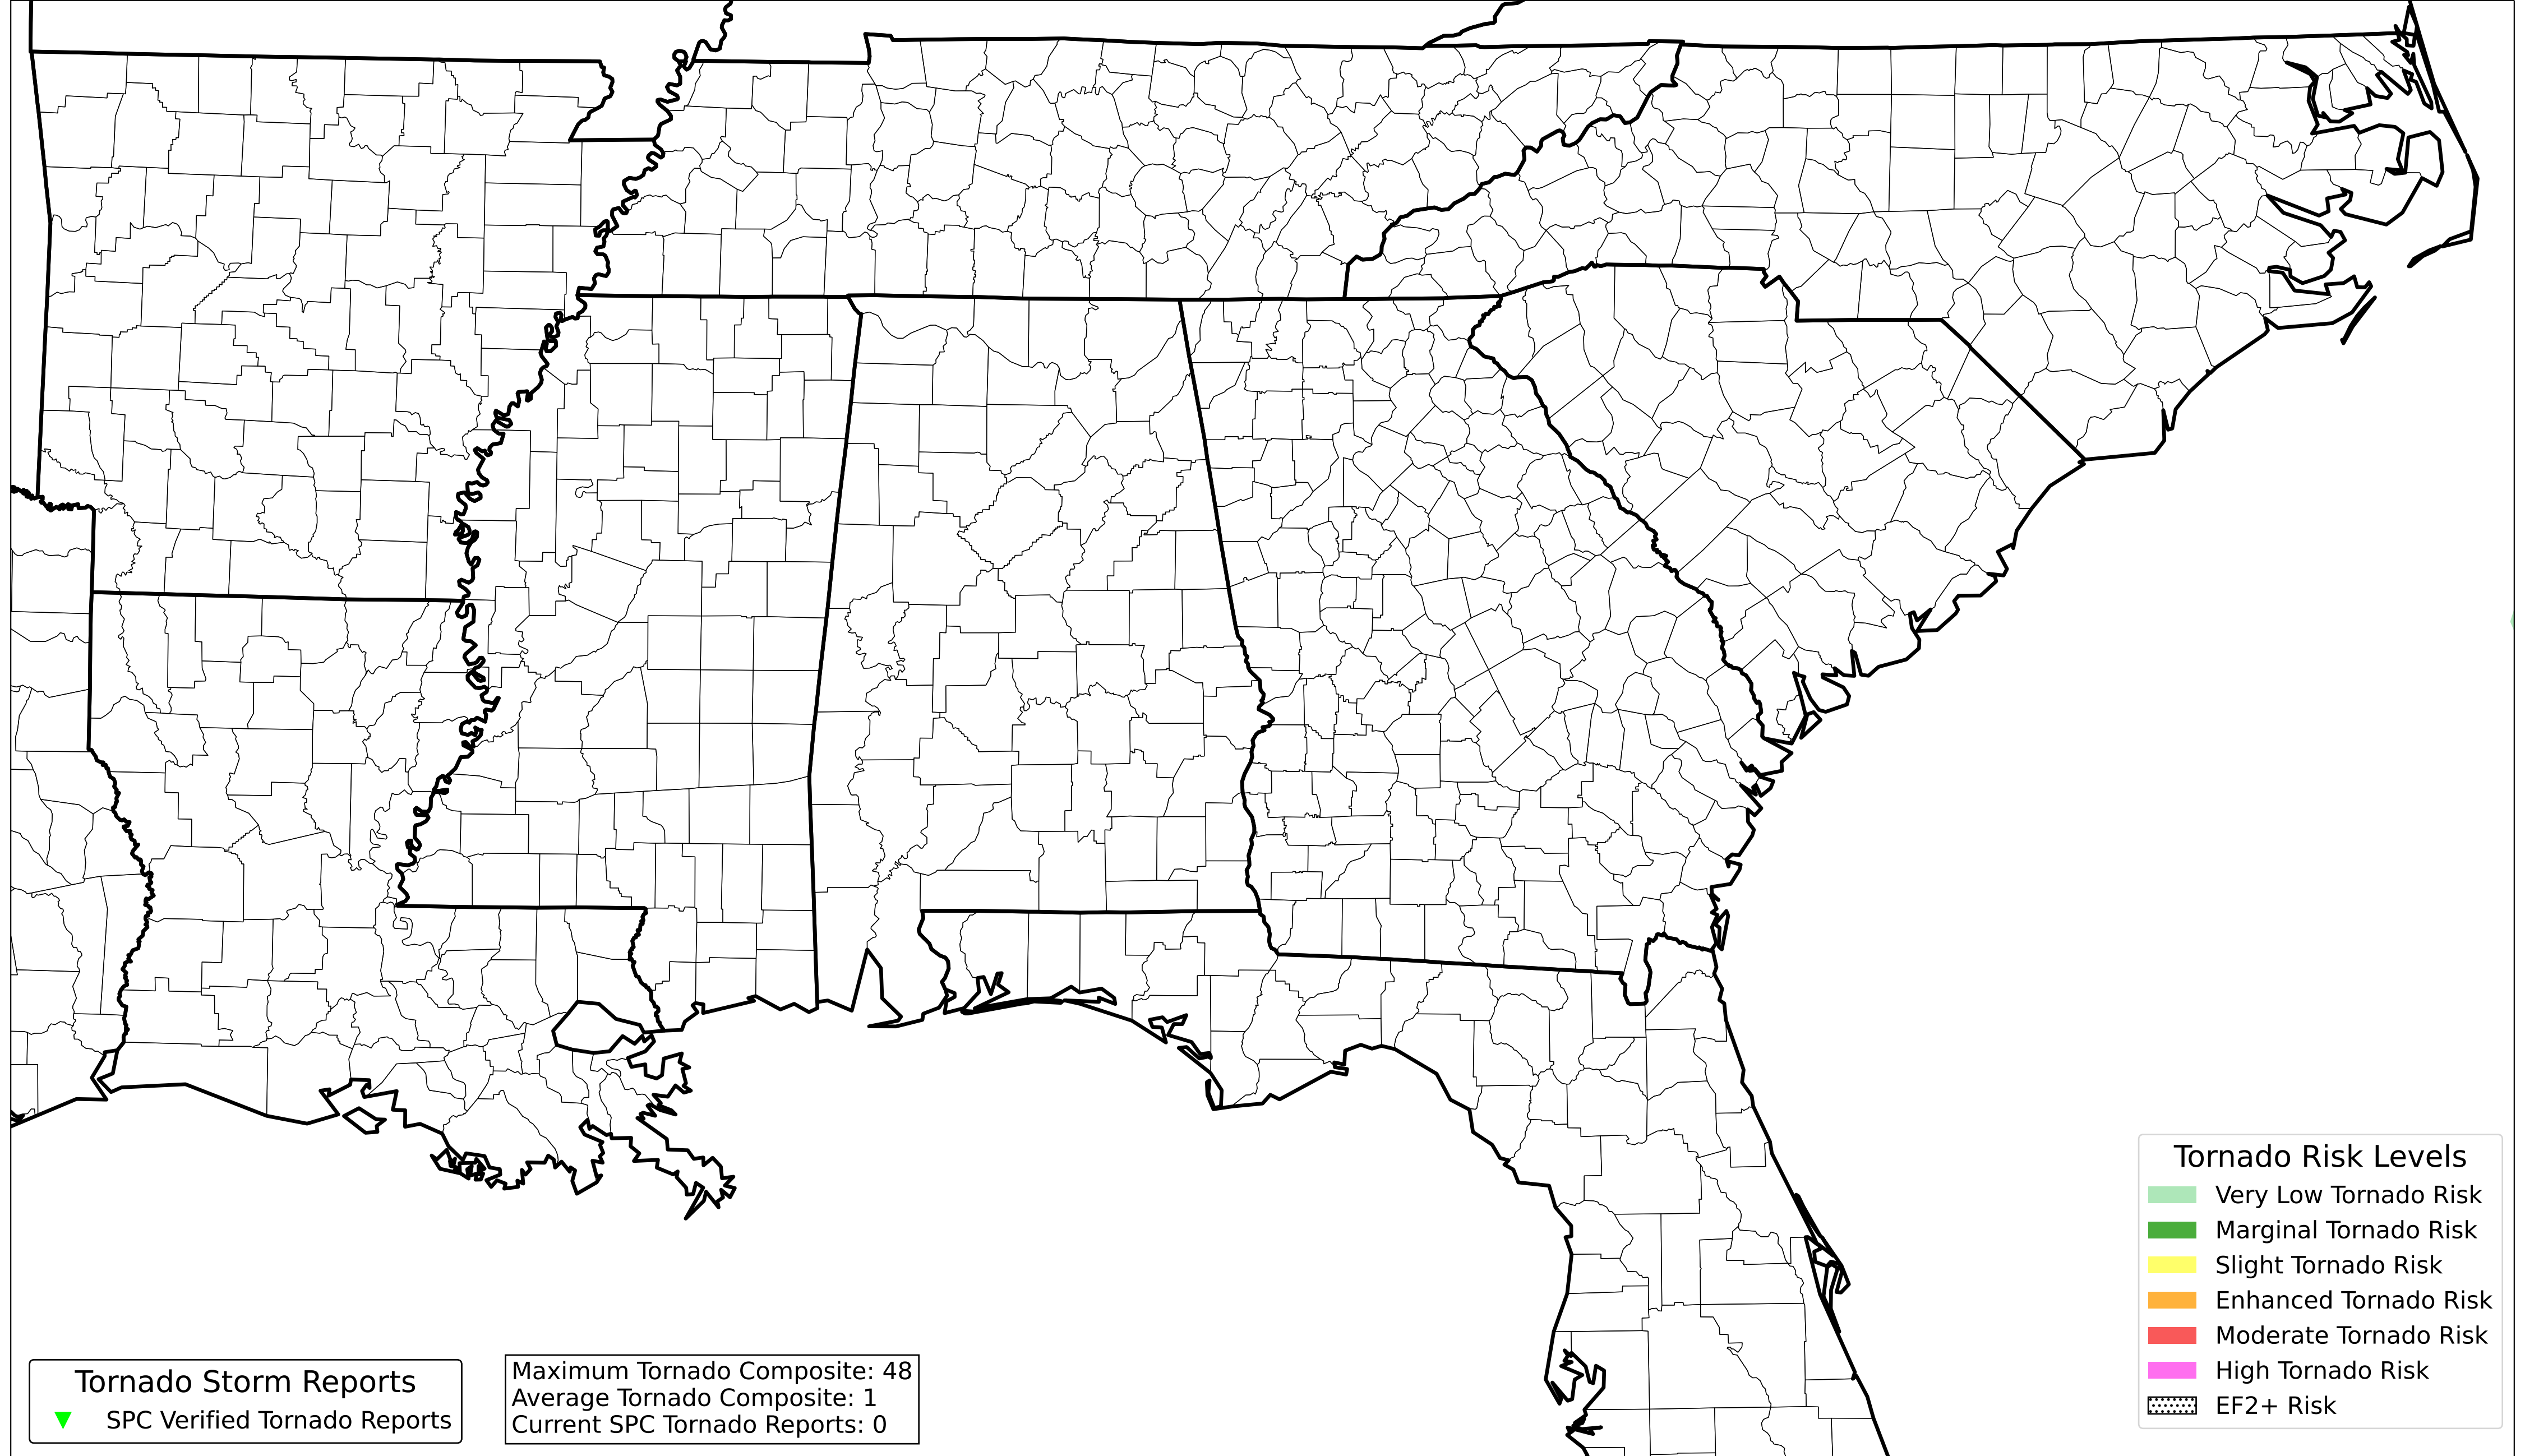 Tornado Risk Levels
Very Low Tornado Risk
Marginal Tornado Risk
Slight Tornado Risk
Enhanced Tornado Risk
Moderate Tornado Risk
High Tornado Risk
EF2+ Risk
Tornado Storm Reports
SPC Verified Tornado Reports
Maximum Tornado Composite: 48
Average Tornado Composite: 1
Current SPC Tornado Reports: 0